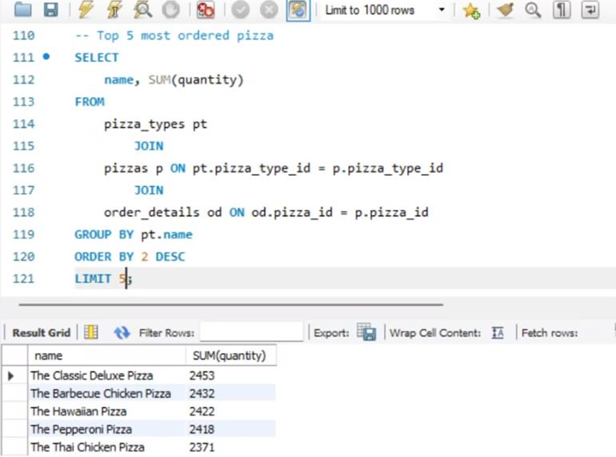 Limit to 1000 rows
110 -- Top 5 most ordered pizza
111 SELECT
112 name, SUM(quantity)
113 FROM
114 pizza_types pt
115 JOIN
116 pizzas p ON pt.pizza_type_id = p.pizza_type_id
117 JOIN
118 order_details od ON od.pizza_id = p.pizza_id
119 GROUP BY pt.name
120 ORDER BY 2 DESC
121 LIMIT 5;
Result Grid Filter Rows: Export: Wrap Cell Content: IA Fetch rows:
name SUM(quantity)
The Classic Deluxe Pizza 2453
The Barbecue Chicken Pizza 2432
The Hawaiian Pizza 2422
The Pepperoni Pizza 2418
The Thai Chicken Pizza 2371